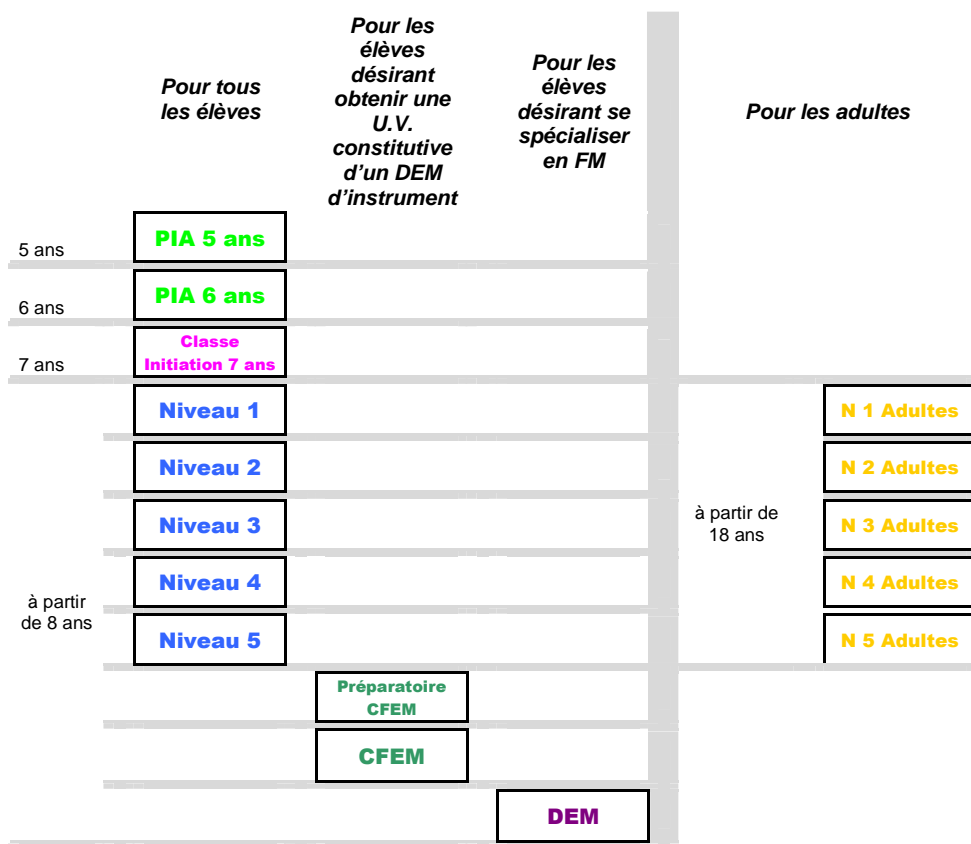 Pour tous
les élèves
Pour les
élèves
désirant
obtenir une
U.V.
constitutive
d'un DEM
d'instrument
Pour les
élèves
désirant se
spécialiser
en FM
Pour les adultes
5 ans
PIA 5 ans
6 ans
PIA 6 ans
7 ans
Classe
Initiation 7 ans
à partir
de 8 ans
Niveau 1
Niveau 2
Niveau 3
Niveau 4
Niveau 5
Préparatoire
CFEM
CFEM
DEM
à partir de
18 ans
N 1 Adultes
N 2 Adultes
N 3 Adultes
N 4 Adultes
N 5 Adultes